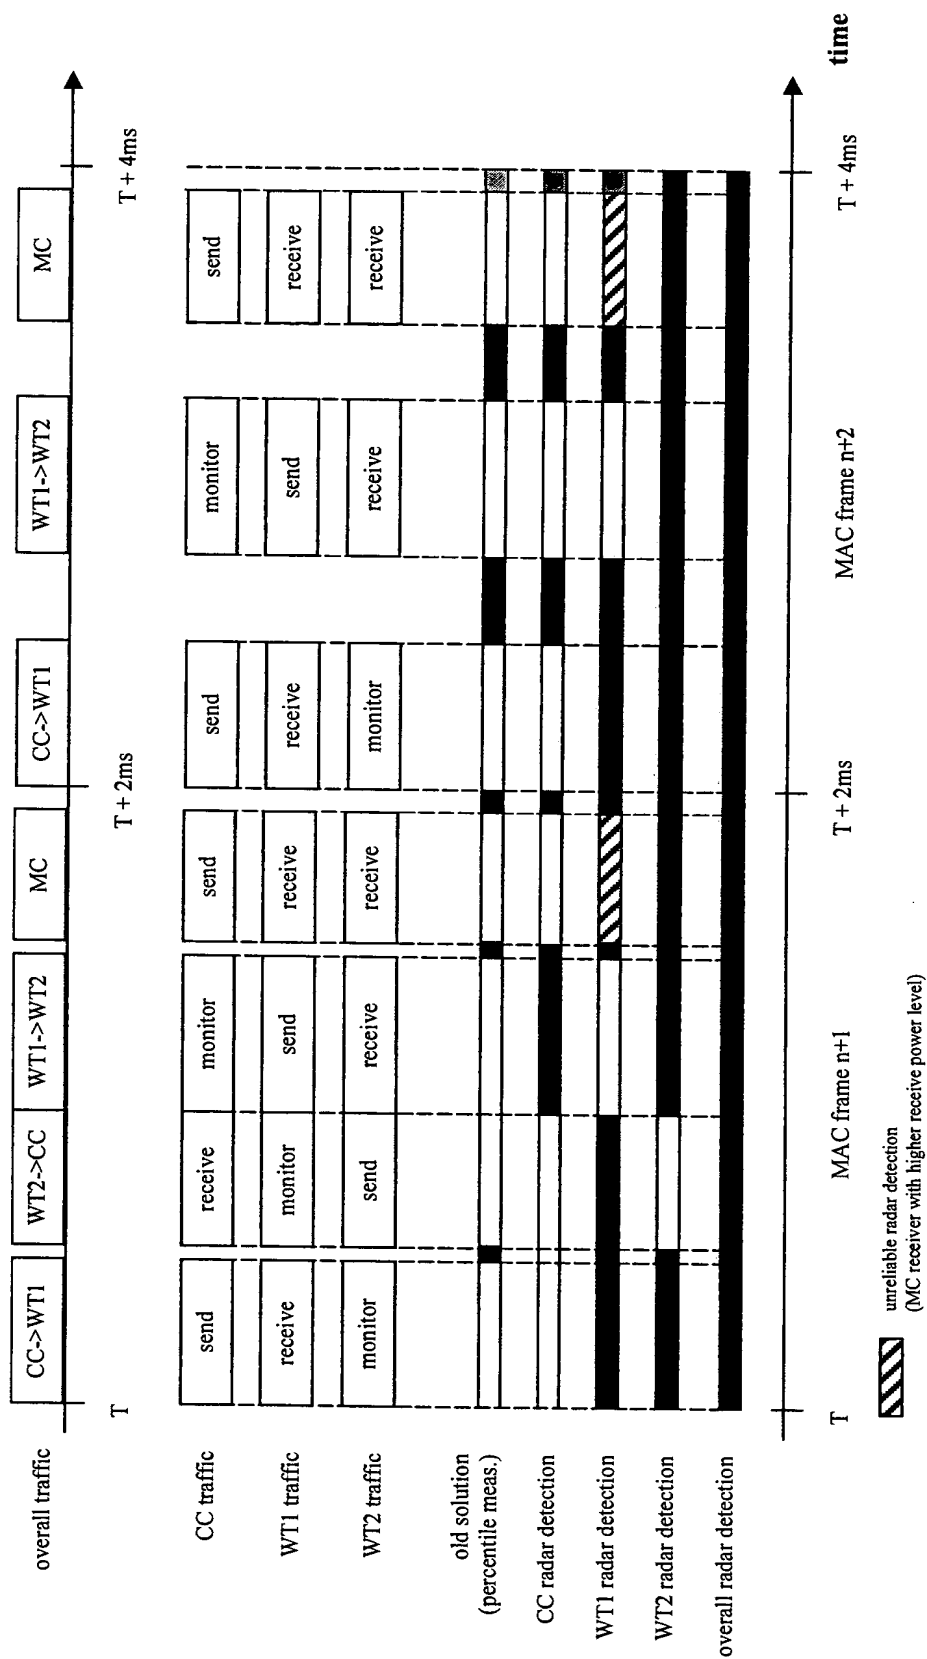 overall traffic
CC->WT1
WT2->CC
WT1->WT2
MC
CC->WT1
WT1->WT2
MC
T
T + 2ms
T + 4ms
CC traffic
send
receive
monitor
send
send
monitor
send
WT1 traffic
receive
monitor
send
receive
receive
send
receive
WT2 traffic
monitor
send
receive
receive
monitor
receive
receive
old solution
(percentile meas.)
CC radar detection
WT1 radar detection
WT2 radar detection
overall radar detection
T
T + 2ms
T + 4ms
time
MAC frame n+1
MAC frame n+2
unreliable radar detection
(MC receiver with higher receive power level)